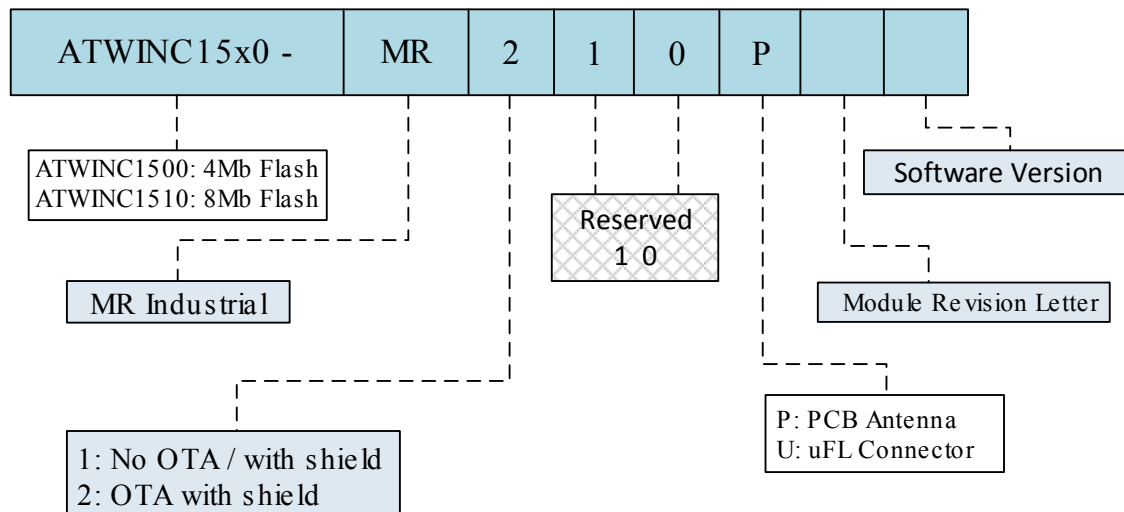 ATWINC15x0 - MR 2 1 0 P
ATWINC1500: 4Mb Flash
ATWINC1510: 8Mb Flash
Software Version
Reserved
1 0
MR Industrial
Module Revision Letter
P: PCB Antenna
U: uFL Connector
1: No OTA / with shield
2: OTA with shield